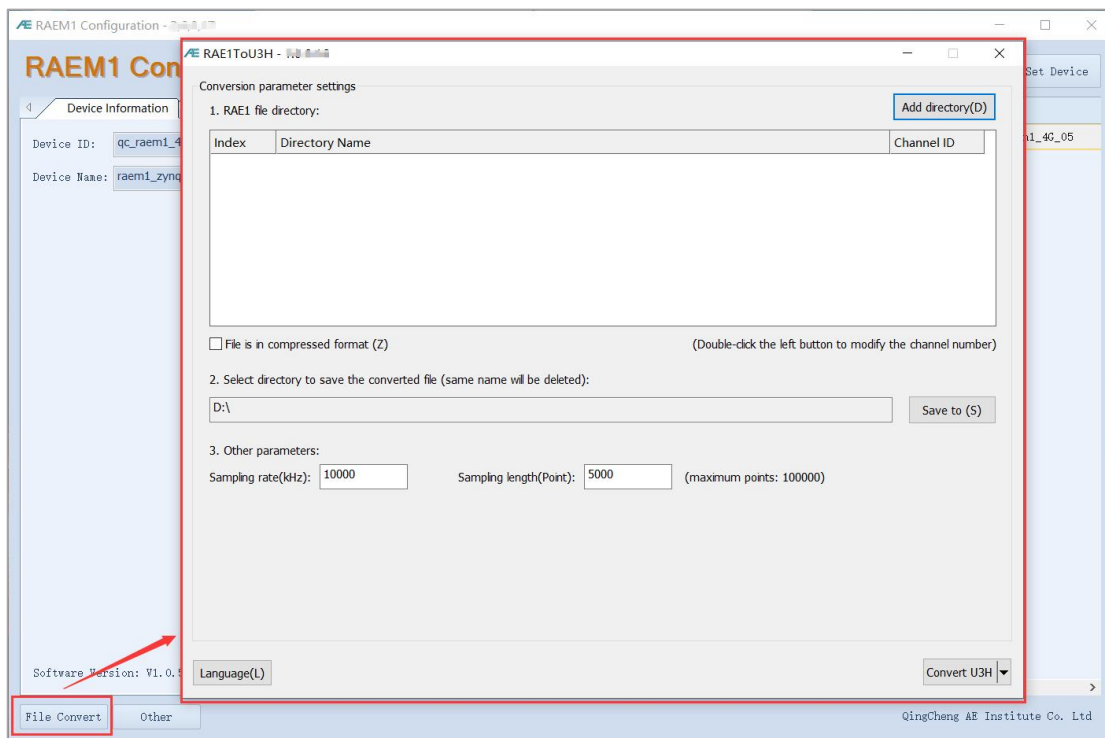 AE RAEM1 Configuration -
RAEM1 Con
Set Device
Device Information
Device ID: qc_raem1_4
Device Name: raem1_zynq
1_4G_05
AE RAE1ToU3H -
Conversion parameter settings
1. RAE1 file directory:
Add directory(D)
Index Directory Name Channel ID
File is in compressed format (Z) (Double-click the left button to modify the channel number)
2. Select directory to save the converted file (same name will be deleted):
D:\ Save to (S)
3. Other parameters:
Sampling rate(kHz): 10000 Sampling length(Point): 5000 (maximum points: 100000)
Language(L) Convert U3H
Software Version: V1.0.
File Convert Other QingCheng AE Institute Co. Ltd